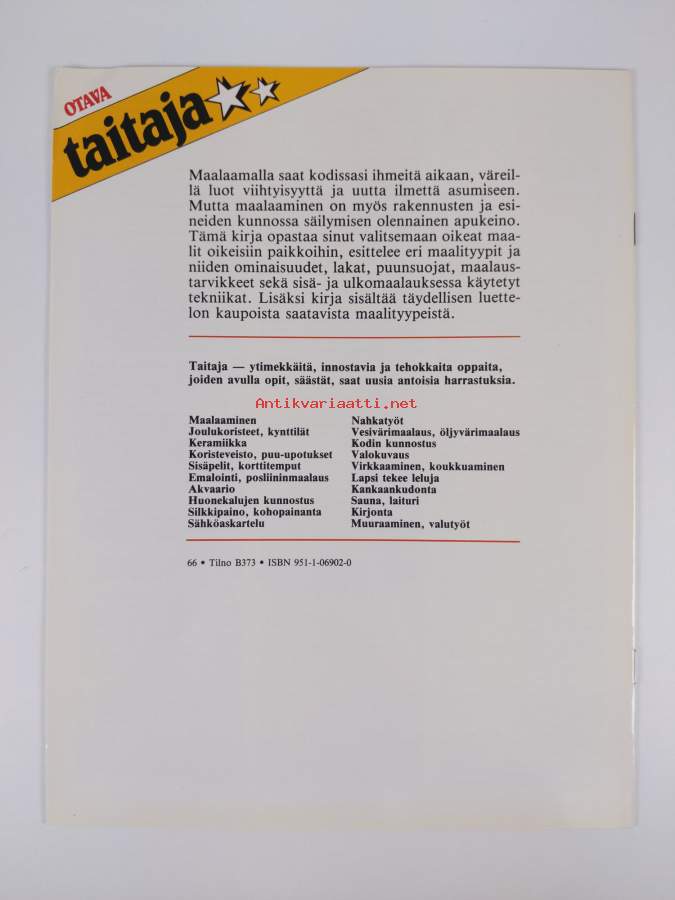 OTAVA
taitaja
Maalaamalla saat kodissasi ihmeitä aikaan, väreil-
lä luot viihtyisyyttä ja uutta ilmettä asumiseen.
Mutta maalaaminen on myös rakennusten ja esi-
neiden kunnossa säilymisen olennainen apukeino.
Tämä kirja opastaa sinut valitsemaan oikeat maa-
lit oikeisiin paikkoihin, esittelee eri maalityypit ja
niiden ominaisuudet, lakat, puunsuojat, maalaus-
tarvikkeet sekä sisä- ja ulkomaalauksessa käytetyt
tekniikat. Lisäksi kirja sisältää täydellisen luette-
lon kaupoista saatavista maalityypeistä.
Taitaja — ytimekkäitä, innostavia ja tehokkaita oppaita,
joiden avulla opit, säästät, saat uusia antoisia harrastuksia.
Antikvariaatti.net
Maalaaminen
Joulukoristeet, kynttilät
Keramiikka
Koristeveisto, puu-upotukset
Sisäpelit, korttitemput
Emalointi, posliininmaalaus
Akvaario
Huonekalujen kunnostus
Silkkipaino, kohopainanta
Sähköaskartelu
Nahkatyöt
Vesivärimaalaus, öljyvärimaalaus
Kodin kunnostus
Valokuvaus
Virkkaaminen, koukkuaminen
Lapsi tekee leluja
Kankaankudonta
Sauna, laituri
Kirjonta
Muuraaminen, valutyöt
66 • Tilno B373 • ISBN 951-1-06902-0